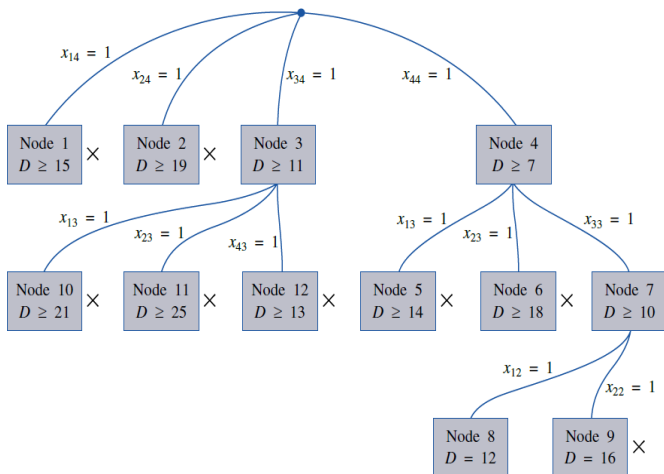 x₁₄ = 1
x₂₄ = 1
x₃₄ = 1
x₄₄ = 1
Node 1
D ≥ 15
×
Node 2
D ≥ 19
×
Node 3
D ≥ 11
Node 4
D ≥ 7
x₁₃ = 1
x₂₃ = 1
x₄₃ = 1
x₁₃ = 1
x₂₃ = 1
x₃₃ = 1
Node 10
D ≥ 21
×
Node 11
D ≥ 25
×
Node 12
D ≥ 13
×
Node 5
D ≥ 14
×
Node 6
D ≥ 18
×
Node 7
D ≥ 10
x₁₂ = 1
x₂₂ = 1
Node 8
D = 12
Node 9
D = 16
×